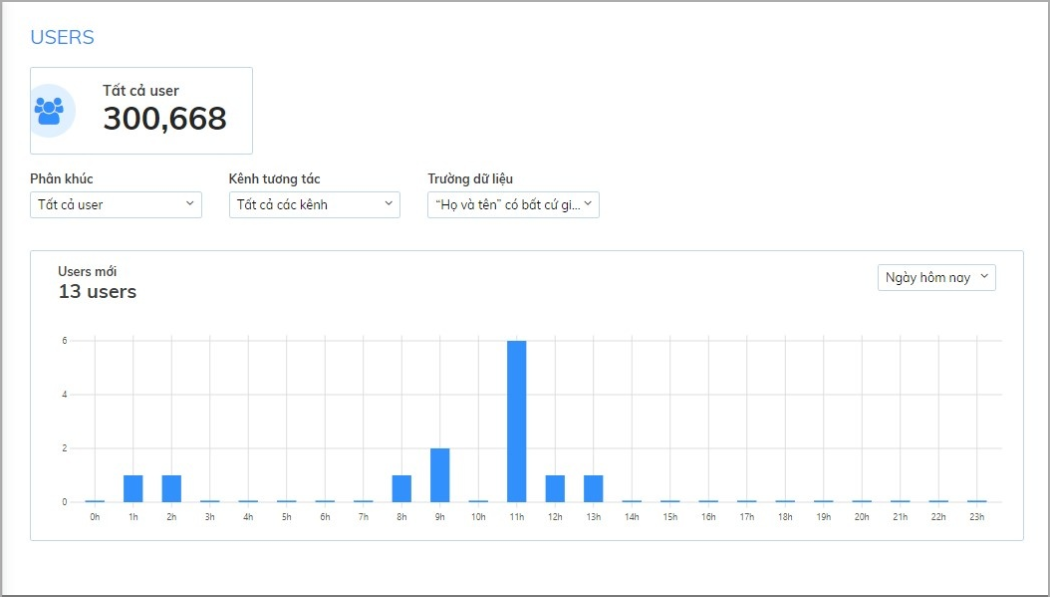 USERS
Tất cả user
300,668
Phân khúc
Kênh tương tác
Trường dữ liệu
Tất cả user
Tất cả các kênh
“Họ và tên” có bất cứ gi...
Users mới
13 users
Ngày hôm nay
6
4
2
0
0h 1h 2h 3h 4h 5h 6h 7h 8h 9h 10h 11h 12h 13h 14h 15h 16h 17h 18h 19h 20h 21h 22h 23h